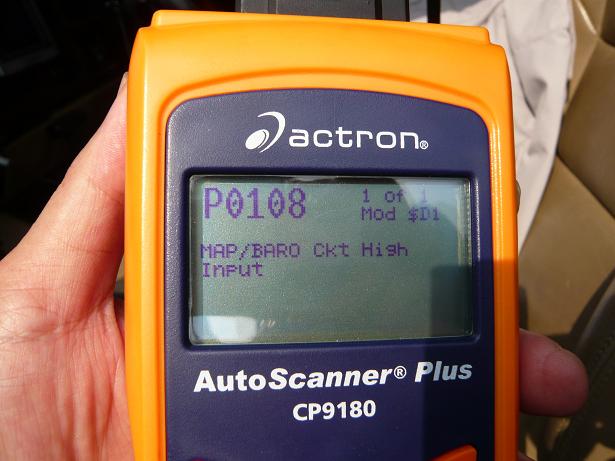 actron®
P0108 1 of 1
Mod $D1
MAP/BARO Ckt High
Input
AutoScanner® Plus
CP9180